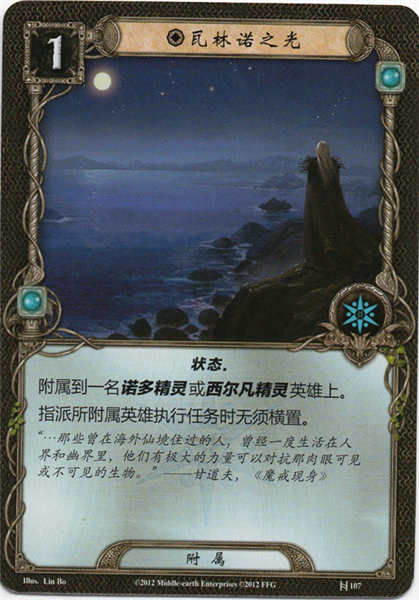 1
瓦林诺之光
状态.
附属到一名诺多精灵或西尔凡精灵英雄上。
指派所附属英雄执行任务时无须横置。
“…那些曾在海外仙境住过的人，曾经一度生活在人
界和幽界里，他们有极大的力量可以对抗那肉眼可见
或不可见的生物。”——甘道夫，《魔戒现身》
附属
Illus. Lin Bo
©2012 Middle-earth Enterprises ©2012 FFG
107